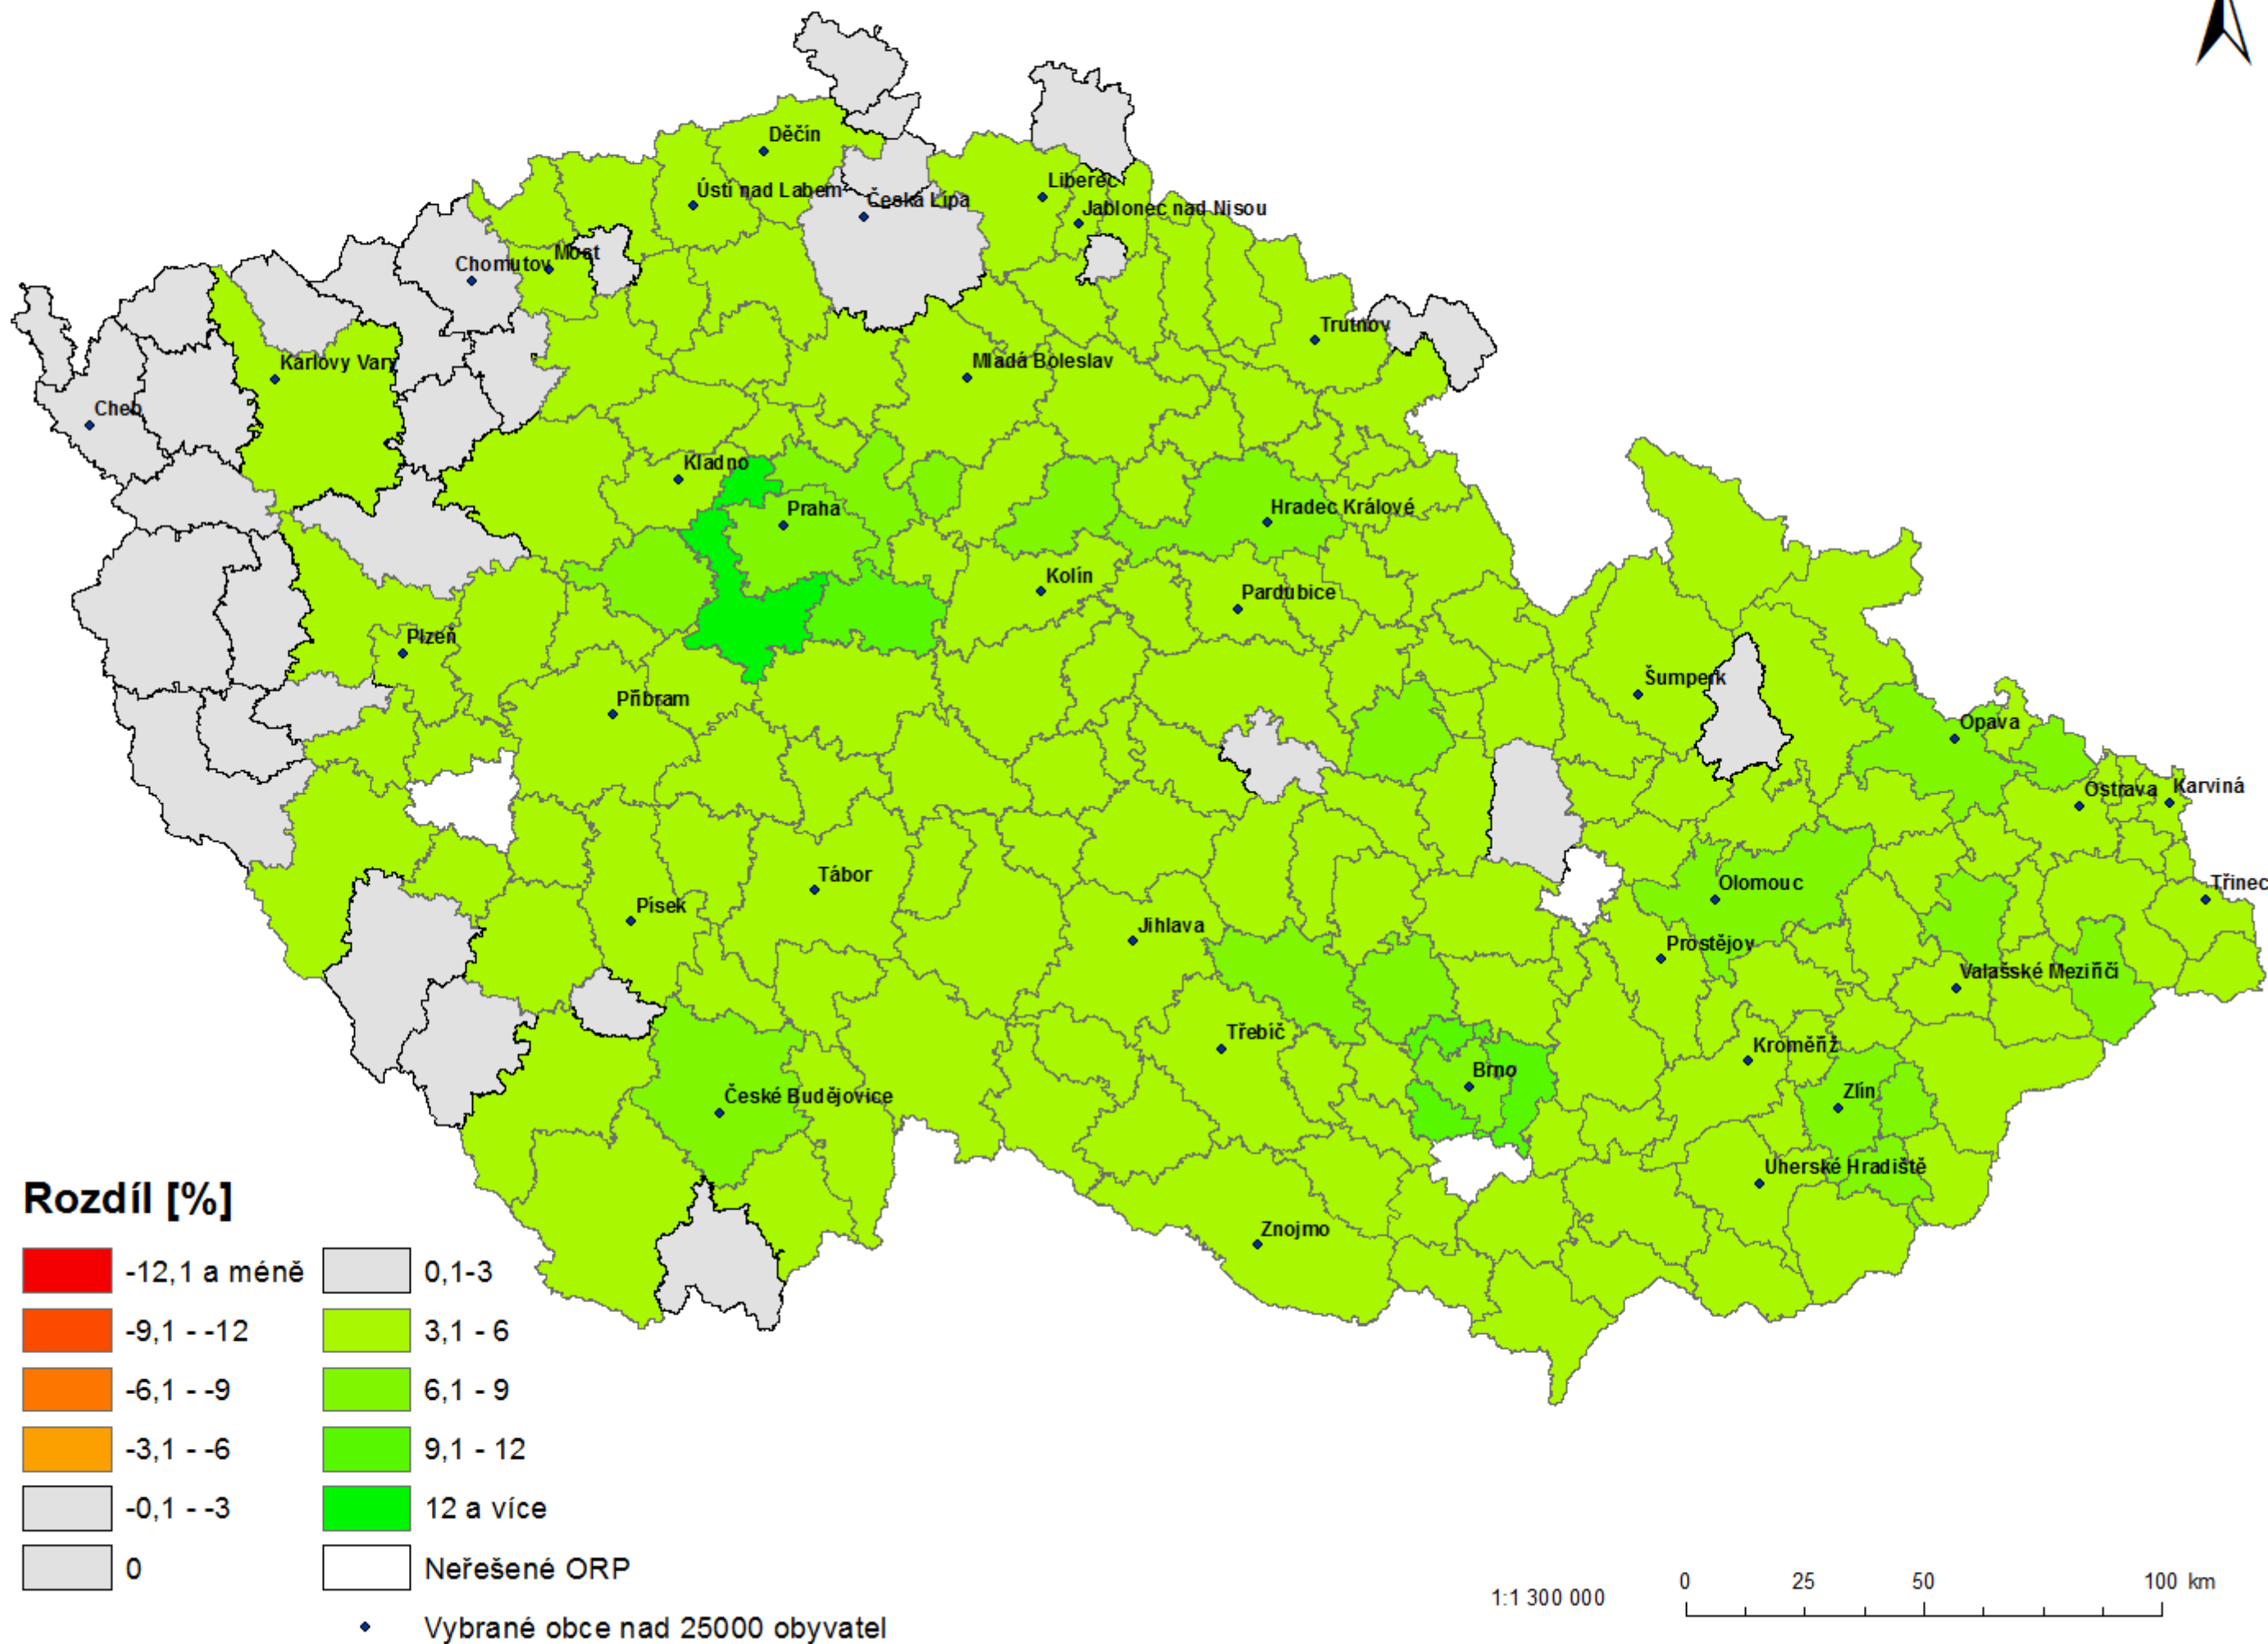 Děčín
Ústí nad Labem
Česká Lípa
Liberec
Jablonec nad Nisou
Most
Chomutov
Trutnov
Karlovy Vary
Mladá Boleslav
Cheb
Kladno
Praha
Hradec Králové
Kolín
Pardubice
Plzeň
Šumperk
Příbram
Opava
Ostrava
Karviná
Tábor
Olomouc
Třinec
Písek
Jihlava
Prostějov
Valašské Meziříčí
Třebíč
Kroměříž
Brno
České Budějovice
Zlín
Uherské Hradiště
Znojmo
Rozdíl [%]
-12,1 a méně
-9,1 - -12
-6,1 - -9
-3,1 - -6
-0,1 - -3
0
0,1-3
3,1 - 6
6,1 - 9
9,1 - 12
12 a více
Neřešené ORP
Vybrané obce nad 25000 obyvatel
1:1 300 000
0 25 50 100 km